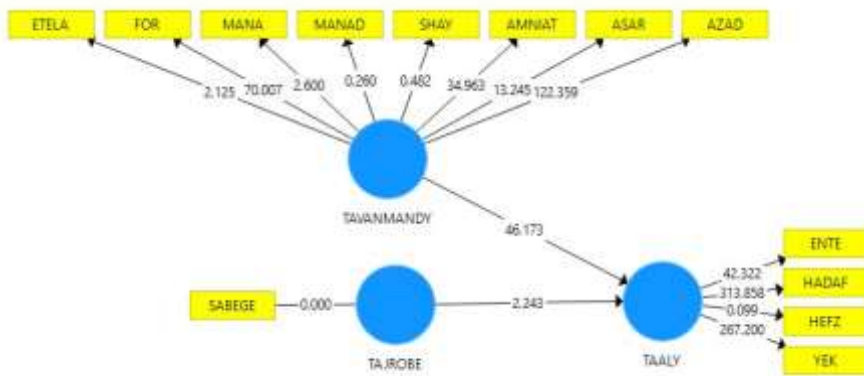 ETELA FOR MANA MANAD SHAY AMNIAT ASAR AZAD
2.125 70.007 2.600 0.260 0.482 34.963 13.245 122.359
TAVANMANDY
46.173
ENTE
42.322
HADAF
313.858
SABEGE 0.000 2.243
0.099
HEFZ
267.200
TAJROBE
TAALY
YEK